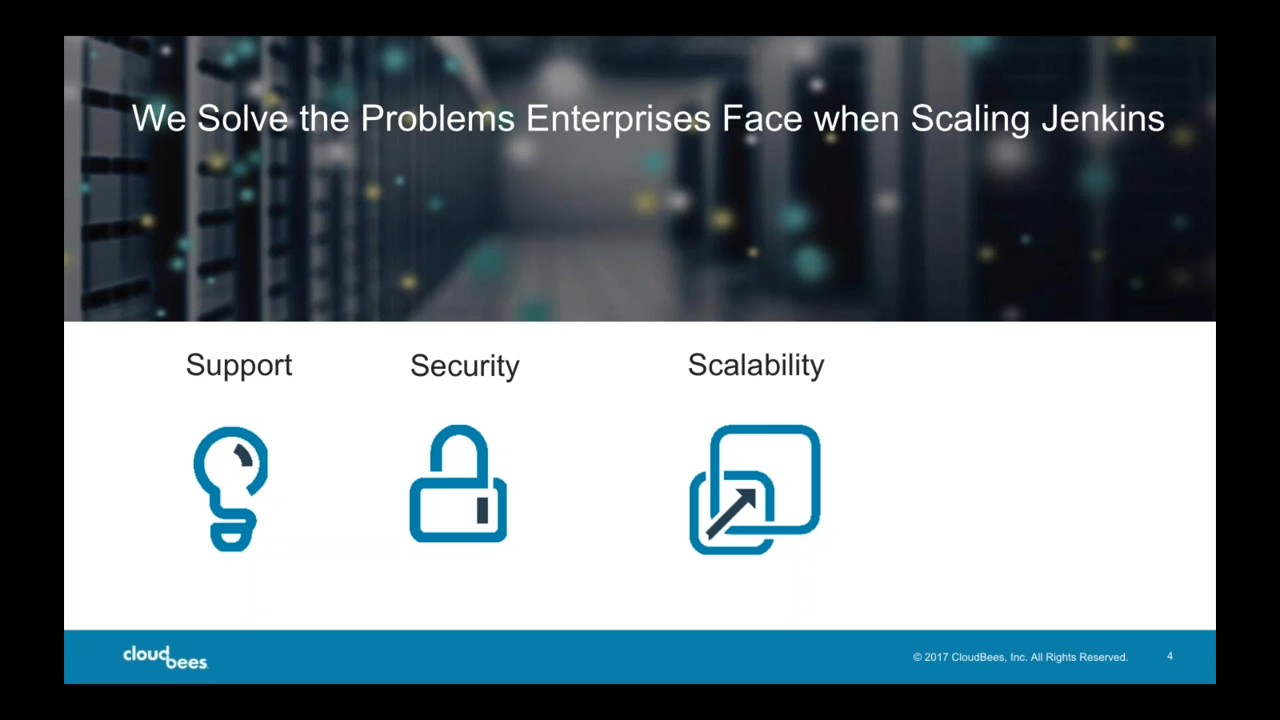 We Solve the Problems Enterprises Face when Scaling Jenkins
Support
Security
Scalability
cloudbees
© 2017 CloudBees, Inc. All Rights Reserved.
4